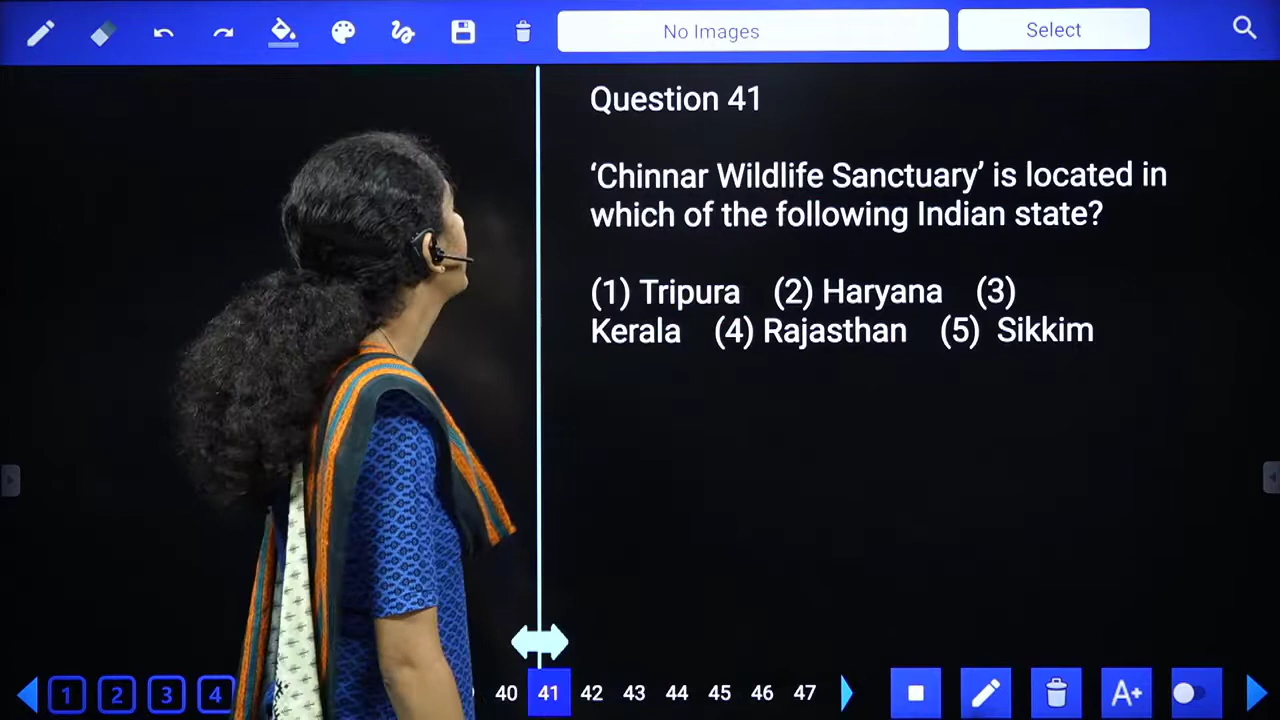 No Images
Select
Question 41
‘Chinnar Wildlife Sanctuary’ is located in
which of the following Indian state?
(1) Tripura (2) Haryana (3)
Kerala (4) Rajasthan (5) Sikkim
1 2 3 4 40 41 42 43 44 45 46 47 A+